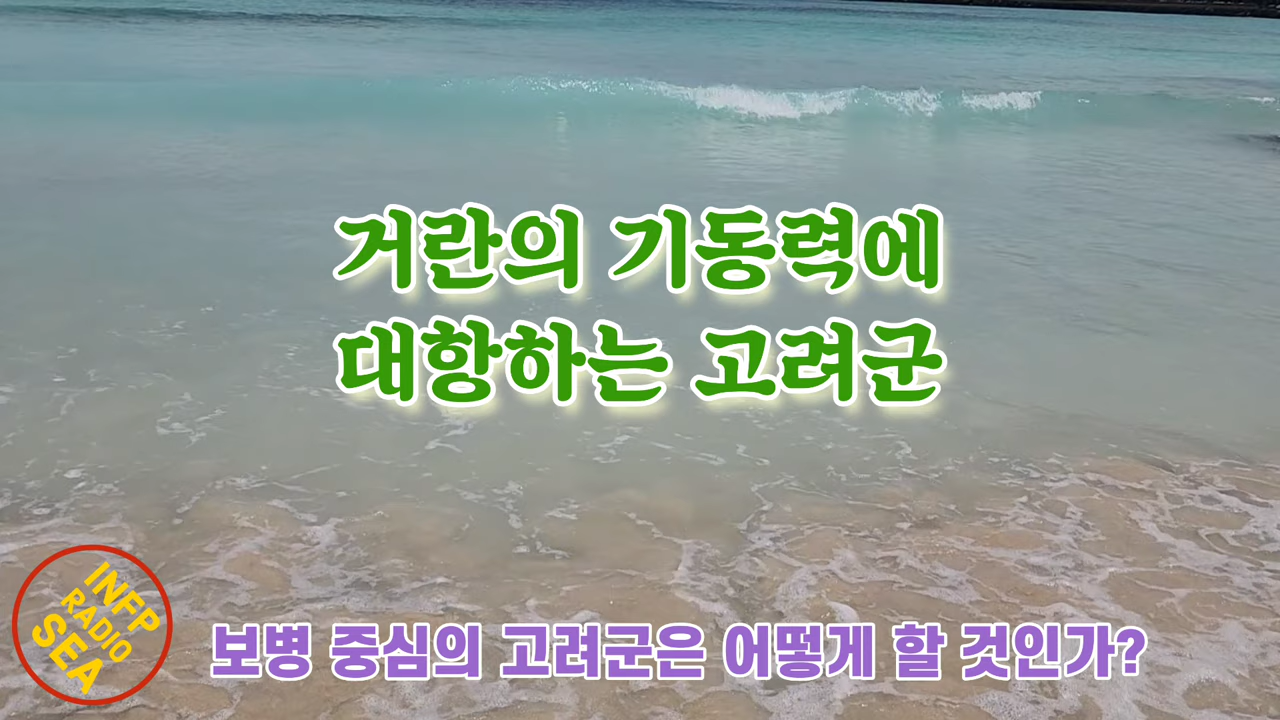 거란의 기동력에
대항하는 고려군
INFP
RADIO
SEA
보병 중심의 고려군은 어떻게 할 것인가?